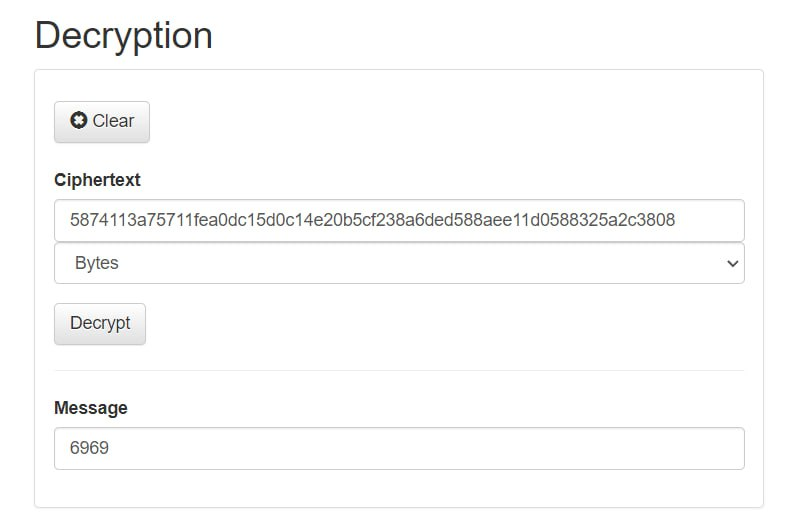 Decryption
Clear
Ciphertext
5874113a75711fea0dc15d0c14e20b5cf238a6ded588aee11d0588325a2c3808
Bytes
Decrypt
Message
6969